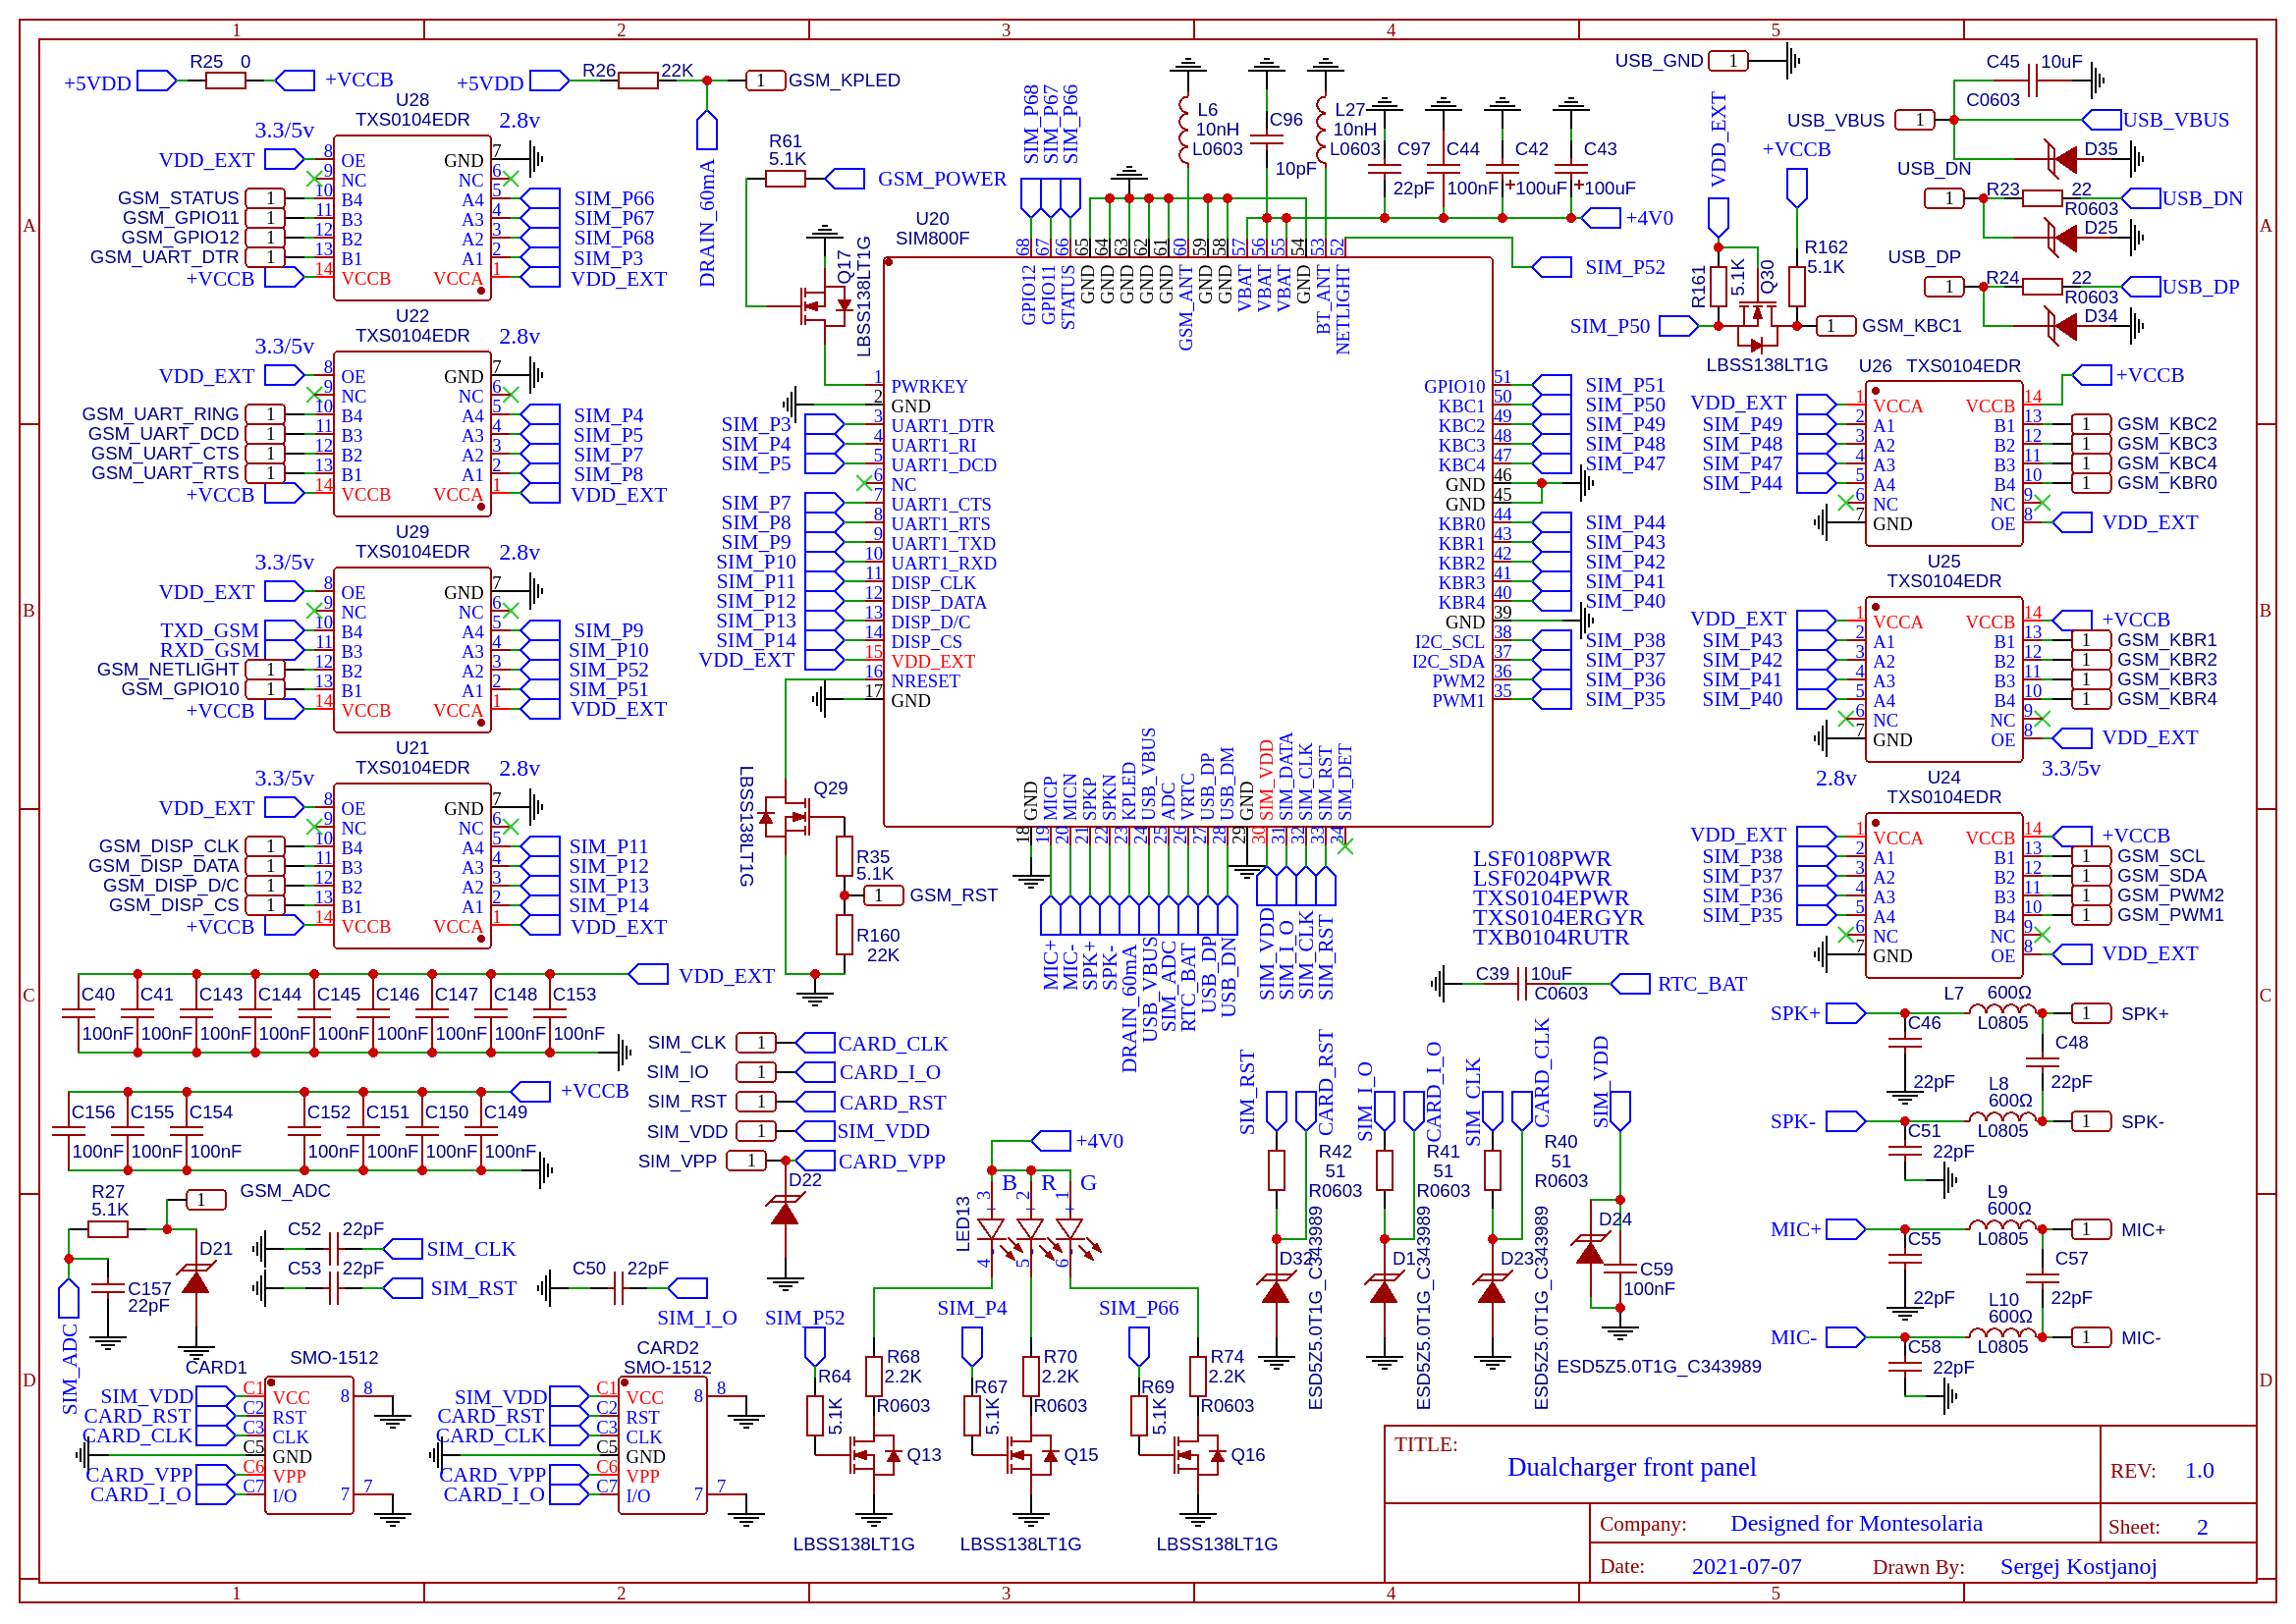 1 2 3 4 5
A B C D
R25 0
+5VDD +VCCB
+5VDD R26 22K 1 GSM_KPLED
DRAIN_60mA
U28
TXS0104EDR
3.3/5v 2.8v
VDD_EXT 8 OE GND 7
9 NC NC 6
GSM_STATUS 1 10 B4 A4 5 SIM_P66
GSM_GPIO11 1 11 B3 A3 4 SIM_P67
GSM_GPIO12 1 12 B2 A2 3 SIM_P68
GSM_UART_DTR 1 13 B1 A1 2 SIM_P3
+VCCB 14 VCCB VCCA 1 VDD_EXT
U22
TXS0104EDR
3.3/5v 2.8v
VDD_EXT 8 OE GND 7
9 NC NC 6
GSM_UART_RING 1 10 B4 A4 5 SIM_P4
GSM_UART_DCD 1 11 B3 A3 4 SIM_P5
GSM_UART_CTS 1 12 B2 A2 3 SIM_P7
GSM_UART_RTS 1 13 B1 A1 2 SIM_P8
+VCCB 14 VCCB VCCA 1 VDD_EXT
U29
TXS0104EDR
3.3/5v 2.8v
VDD_EXT 8 OE GND 7
9 NC NC 6
TXD_GSM 10 B4 A4 5 SIM_P9
RXD_GSM 11 B3 A3 4 SIM_P10
GSM_NETLIGHT 1 12 B2 A2 3 SIM_P52
GSM_GPIO10 1 13 B1 A1 2 SIM_P51
+VCCB 14 VCCB VCCA 1 VDD_EXT
U21
TXS0104EDR
3.3/5v 2.8v
VDD_EXT 8 OE GND 7
9 NC NC 6
GSM_DISP_CLK 1 10 B4 A4 5 SIM_P11
GSM_DISP_DATA 1 11 B3 A3 4 SIM_P12
GSM_DISP_D/C 1 12 B2 A2 3 SIM_P13
GSM_DISP_CS 1 13 B1 A1 2 SIM_P14
+VCCB 14 VCCB VCCA 1 VDD_EXT
VDD_EXT
C40 C41 C143 C144 C145 C146 C147 C148 C153
100nF 100nF 100nF 100nF 100nF 100nF 100nF 100nF 100nF
+VCCB
C156 C155 C154 C152 C151 C150 C149
100nF 100nF 100nF 100nF 100nF 100nF 100nF
R27
5.1K
1 GSM_ADC
D21
C157
22pF
SIM_ADC
C52 22pF SIM_CLK
C53 22pF SIM_RST
C50 22pF SIM_I_O
CARD1 SMO-1512
SIM_VDD C1 VCC 8 8
CARD_RST C2 RST
CARD_CLK C3 CLK
C5 GND
CARD_VPP C6 VPP
CARD_I_O C7 I/O 7 7
CARD2
SMO-1512
SIM_VDD C1 VCC 8 8
CARD_RST C2 RST
CARD_CLK C3 CLK
C5 GND
CARD_VPP C6 VPP
CARD_I_O C7 I/O 7 7
R61
5.1K
GSM_POWER
Q17
LBSS138LT1G
U20
SIM800F
SIM_P68 SIM_P67 SIM_P66
68 67 66 65 64 63 62 61 60 59 58 57 56 55 54 53 52
GPIO12 GPIO11 STATUS GND GND GND GND GND GSM_ANT GND GND VBAT VBAT VBAT GND BT_ANT NETLIGHT
L6
10nH
L0603
C96
10pF
L27
10nH
L0603
C97 C44 C42 C43
22pF 100nF +100uF +100uF
+4V0
SIM_P52
1 PWRKEY
2 GND
SIM_P3 3 UART1_DTR
SIM_P4 4 UART1_RI
SIM_P5 5 UART1_DCD
6 NC
SIM_P7 7 UART1_CTS
SIM_P8 8 UART1_RTS
SIM_P9 9 UART1_TXD
SIM_P10 10 UART1_RXD
SIM_P11 11 DISP_CLK
SIM_P12 12 DISP_DATA
SIM_P13 13 DISP_D/C
SIM_P14 14 DISP_CS
VDD_EXT 15 VDD_EXT
16 NRESET
17 GND
GPIO10 51 SIM_P51
KBC1 50 SIM_P50
KBC2 49 SIM_P49
KBC3 48 SIM_P48
KBC4 47 SIM_P47
GND 46
GND 45
KBR0 44 SIM_P44
KBR1 43 SIM_P43
KBR2 42 SIM_P42
KBR3 41 SIM_P41
KBR4 40 SIM_P40
GND 39
I2C_SCL 38 SIM_P38
I2C_SDA 37 SIM_P37
PWM2 36 SIM_P36
PWM1 35 SIM_P35
GND MICP MICN SPKP SPKN KPLED USB_VBUS ADC VRTC USB_DP USB_DM GND SIM_VDD SIM_DATA SIM_CLK SIM_RST SIM_DET
18 19 20 21 22 23 24 25 26 27 28 29 30 31 32 33 34
MIC+ MIC- SPK+ SPK- DRAIN_60mA USB_VBUS SIM_ADC RTC_BAT USB_DP USB_DN SIM_VDD SIM_I_O SIM_CLK SIM_RST
LBSS138LT1G
Q29
R35
5.1K
1 GSM_RST
R160
22K
SIM_CLK 1 CARD_CLK
SIM_IO 1 CARD_I_O
SIM_RST 1 CARD_RST
SIM_VDD 1 SIM_VDD
SIM_VPP 1 CARD_VPP
D22
+4V0
LED13
B R G
3 2 1
4 5 6
SIM_P52 SIM_P4 SIM_P66
R64 5.1K
R68
2.2K
R0603
Q13
LBSS138LT1G
R67 5.1K
R70
2.2K
R0603
Q15
LBSS138LT1G
R69 5.1K
R74
2.2K
R0603
Q16
LBSS138LT1G
LSF0108PWR
LSF0204PWR
TXS0104EPWR
TXS0104ERGYR
TXB0104RUTR
C39 10uF
C0603
RTC_BAT
SIM_RST CARD_RST
R42
51
R0603
D32
ESD5Z5.0T1G_C343989
SIM_I_O CARD_I_O
R41
51
R0603
D1
ESD5Z5.0T1G_C343989
SIM_CLK CARD_CLK
R40
51
R0603
D23
ESD5Z5.0T1G_C343989
SIM_VDD
D24
C59
100nF
ESD5Z5.0T1G_C343989
USB_GND 1
C45 10uF
C0603
USB_VBUS 1 USB_VBUS
D35
USB_DN
1 R23 22 USB_DN
R0603
D25
USB_DP
1 R24 22 USB_DP
R0603
D34
VDD_EXT
+VCCB
R161 5.1K
Q30
R162
5.1K
SIM_P50 1 GSM_KBC1
LBSS138LT1G
U26 TXS0104EDR
+VCCB
VDD_EXT 1 VCCA VCCB 14
SIM_P49 2 A1 B1 13 1 GSM_KBC2
SIM_P48 3 A2 B2 12 1 GSM_KBC3
SIM_P47 4 A3 B3 11 1 GSM_KBC4
SIM_P44 5 A4 B4 10 1 GSM_KBR0
6 NC NC 9
7 GND OE 8 VDD_EXT
U25
TXS0104EDR
VDD_EXT 1 VCCA VCCB 14 +VCCB
SIM_P43 2 A1 B1 13 1 GSM_KBR1
SIM_P42 3 A2 B2 12 1 GSM_KBR2
SIM_P41 4 A3 B3 11 1 GSM_KBR3
SIM_P40 5 A4 B4 10 1 GSM_KBR4
6 NC NC 9
7 GND OE 8 VDD_EXT
2.8v 3.3/5v
U24
TXS0104EDR
VDD_EXT 1 VCCA VCCB 14 +VCCB
SIM_P38 2 A1 B1 13 1 GSM_SCL
SIM_P37 3 A2 B2 12 1 GSM_SDA
SIM_P36 4 A3 B3 11 1 GSM_PWM2
SIM_P35 5 A4 B4 10 1 GSM_PWM1
6 NC NC 9
7 GND OE 8 VDD_EXT
L7 600Ω
SPK+ L0805 1 SPK+
C46
22pF
C48
22pF
L8
600Ω
SPK- L0805 1 SPK-
C51
22pF
L9
600Ω
MIC+ L0805 1 MIC+
C55
22pF
C57
22pF
L10
600Ω
MIC- L0805 1 MIC-
C58
22pF
TITLE:
Dualcharger front panel
REV: 1.0
Company: Designed for Montesolaria
Sheet: 2
Date: 2021-07-07
Drawn By: Sergej Kostjanoj
A B C D
1 2 3 4 5